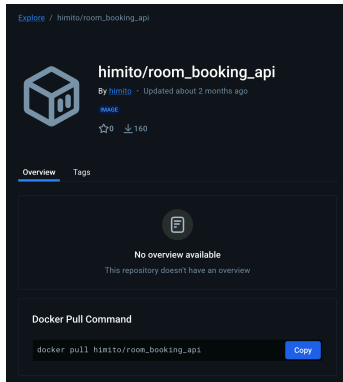 Explore / himito/room_booking_api
himito/room_booking_api
By himito · Updated about 2 months ago
IMAGE
0 160
Overview Tags
No overview available
This repository doesn't have an overview
Docker Pull Command
docker pull himito/room_booking_api Copy